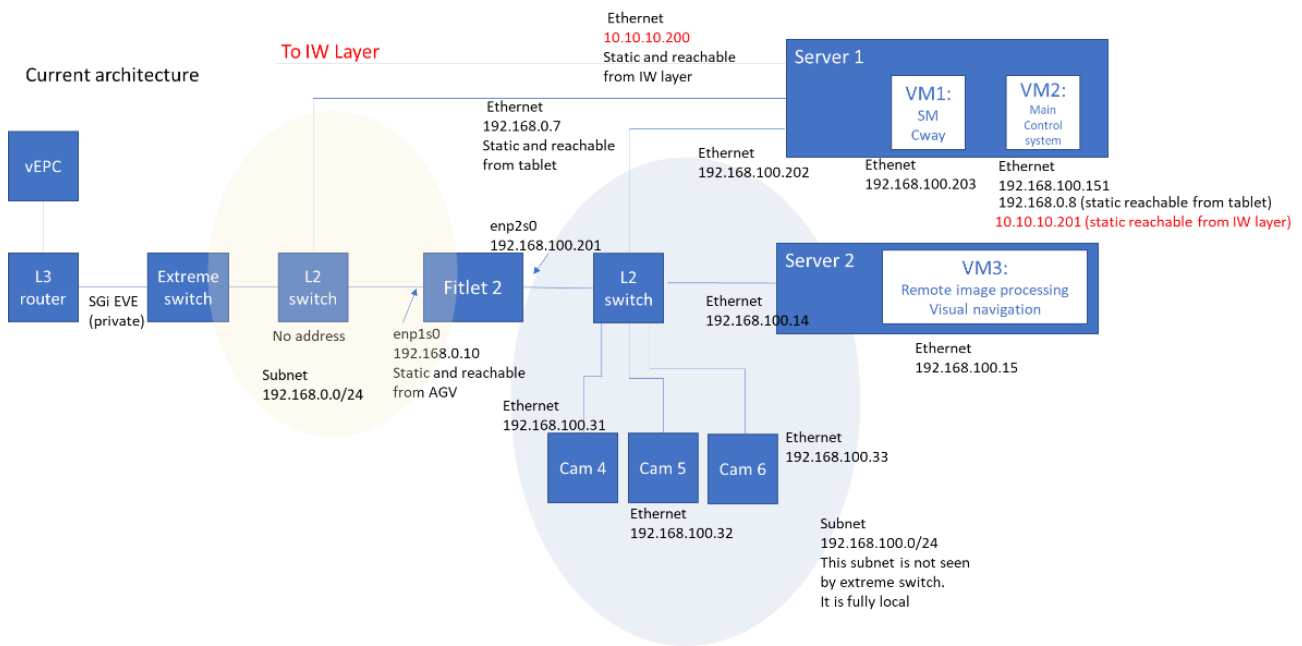 Ethernet
10.10.10.200
Static and reachable
from IW layer
To IW Layer
Current architecture
Server 1
VM1:
SM
Cway
VM2:
Main
Control
system
Ethernet
192.168.0.7
Static and reachable
from tablet
Ethernet
192.168.100.202
Ethenet
192.168.100.203
Ethernet
192.168.100.151
192.168.0.8 (static reachable from tablet)
10.10.10.201 (static reachable from IW layer)
vEPC
L3
router
SGi EVE
(private)
Extreme
switch
L2
switch
No address
Subnet
192.168.0.0/24
enp1s0
192.168.0.10
Static and reachable
from AGV
Fitlet 2
enp2s0
192.168.100.201
L2
switch
Ethernet
192.168.100.14
Server 2
VM3:
Remote image processing
Visual navigation
Ethernet
192.168.100.15
Ethernet
192.168.100.31
Cam 4
Cam 5
Cam 6
Ethernet
192.168.100.33
Ethernet
192.168.100.32
Subnet
192.168.100.0/24
This subnet is not seen
by extreme switch.
It is fully local